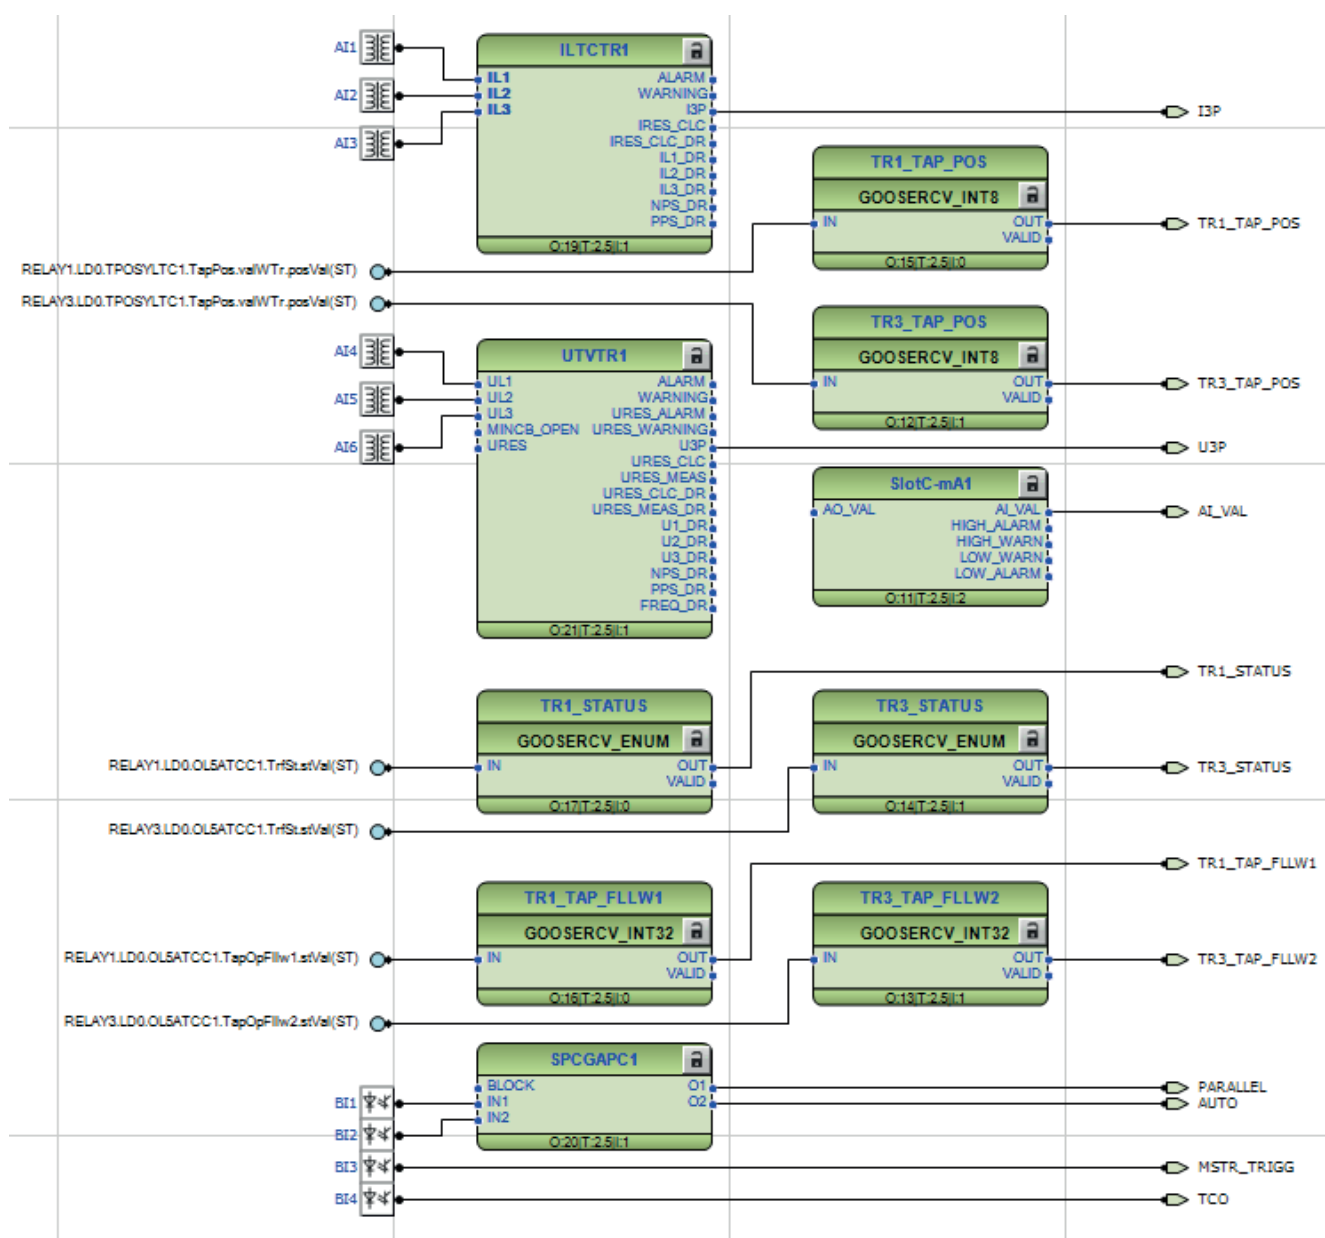 AI1
AI2
AI3
ILTCTR1
IL1 ALARM
IL2 WARNING
IL3 I3P
IRES_CLC
IRES_CLC_DR
IL1_DR
IL2_DR
IL3_DR
NPS_DR
PPS_DR
O:19|T:2.5|I:1
I3P
TR1_TAP_POS
GOOSERCV_INT8
IN OUT
VALID
O:15|T:2.5|I:0
TR1_TAP_POS
RELAY1.LD0.TPOSYLTC1.TapPos.valWTr.posVal(ST)
RELAY3.LD0.TPOSYLTC1.TapPos.valWTr.posVal(ST)
TR3_TAP_POS
GOOSERCV_INT8
IN OUT
VALID
O:12|T:2.5|I:1
TR3_TAP_POS
AI4
AI5
AI6
UTVTR1
UL1 ALARM
UL2 WARNING
UL3 URES_ALARM
MINCB_OPEN URES_WARNING
URES U3P
URES_CLC
URES_MEAS
URES_CLC_DR
URES_MEAS_DR
U1_DR
U2_DR
U3_DR
NPS_DR
PPS_DR
FREQ_DR
O:21|T:2.5|I:1
U3P
SlotC-mA1
AO_VAL AI_VAL
HIGH_ALARM
HIGH_WARN
LOW_WARN
LOW_ALARM
O:11|T:2.5|I:2
AI_VAL
TR1_STATUS
TR1_STATUS
GOOSERCV_ENUM
IN OUT
VALID
O:17|T:2.5|I:0
RELAY1.LD0.OL5ATCC1.TrfSt.stVal(ST)
TR3_STATUS
GOOSERCV_ENUM
IN OUT
VALID
O:14|T:2.5|I:1
TR3_STATUS
RELAY3.LD0.OL5ATCC1.TrfSt.stVal(ST)
TR1_TAP_FLLW1
TR1_TAP_FLLW1
GOOSERCV_INT32
IN OUT
VALID
O:16|T:2.5|I:0
RELAY1.LD0.OL5ATCC1.TapOpFllw1.stVal(ST)
TR3_TAP_FLLW2
GOOSERCV_INT32
IN OUT
VALID
O:13|T:2.5|I:1
TR3_TAP_FLLW2
RELAY3.LD0.OL5ATCC1.TapOpFllw2.stVal(ST)
SPCGAPC1
BLOCK O1
IN1 O2
IN2
O:20|T:2.5|I:1
PARALLEL
AUTO
BI1
BI2
BI3
MSTR_TRIGG
BI4
TCO